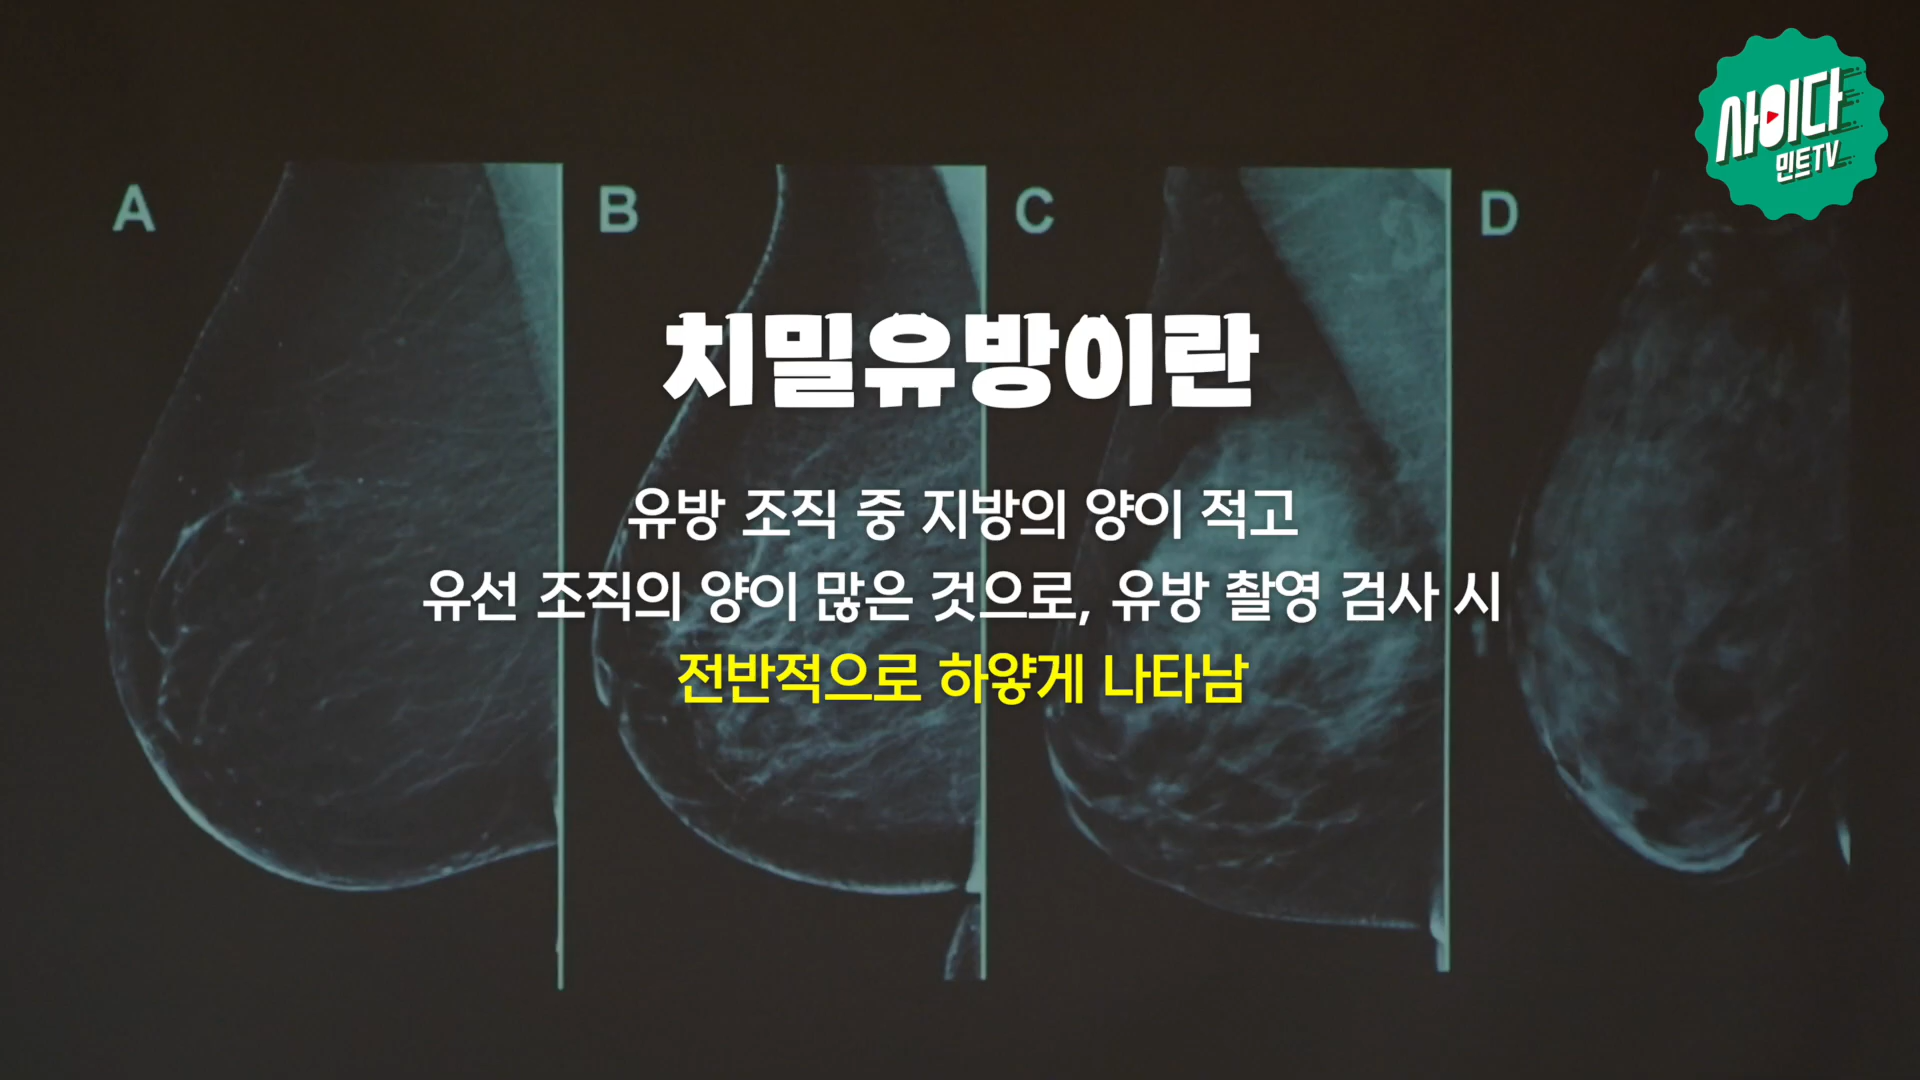 사이다
민트TV
A
B
C
D
치밀유방이란
유방 조직 중 지방의 양이 적고
유선 조직의 양이 많은 것으로, 유방 촬영 검사 시
전반적으로 하얗게 나타남